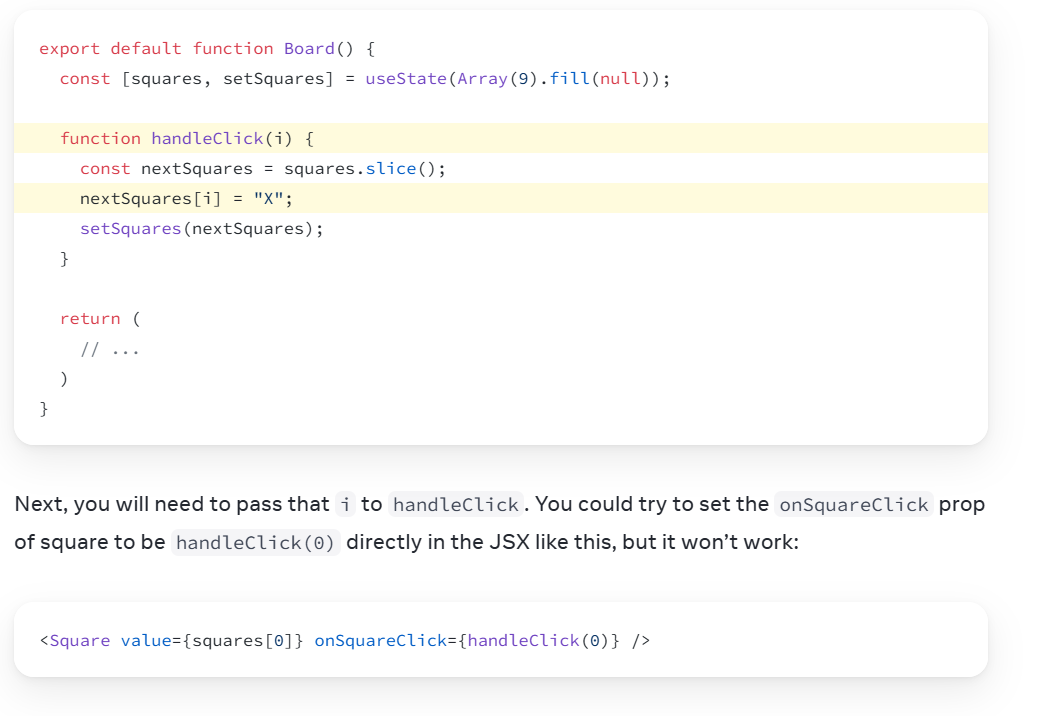 export default function Board() {
  const [squares, setSquares] = useState(Array(9).fill(null));

  function handleClick(i) {
    const nextSquares = squares.slice();
    nextSquares[i] = "X";
    setSquares(nextSquares);
  }

  return (
    // ...
  )
}

Next, you will need to pass that i to handleClick. You could try to set the onSquareClick prop
of square to be handleClick(0) directly in the JSX like this, but it won’t work:

<Square value={squares[0]} onSquareClick={handleClick(0)} />